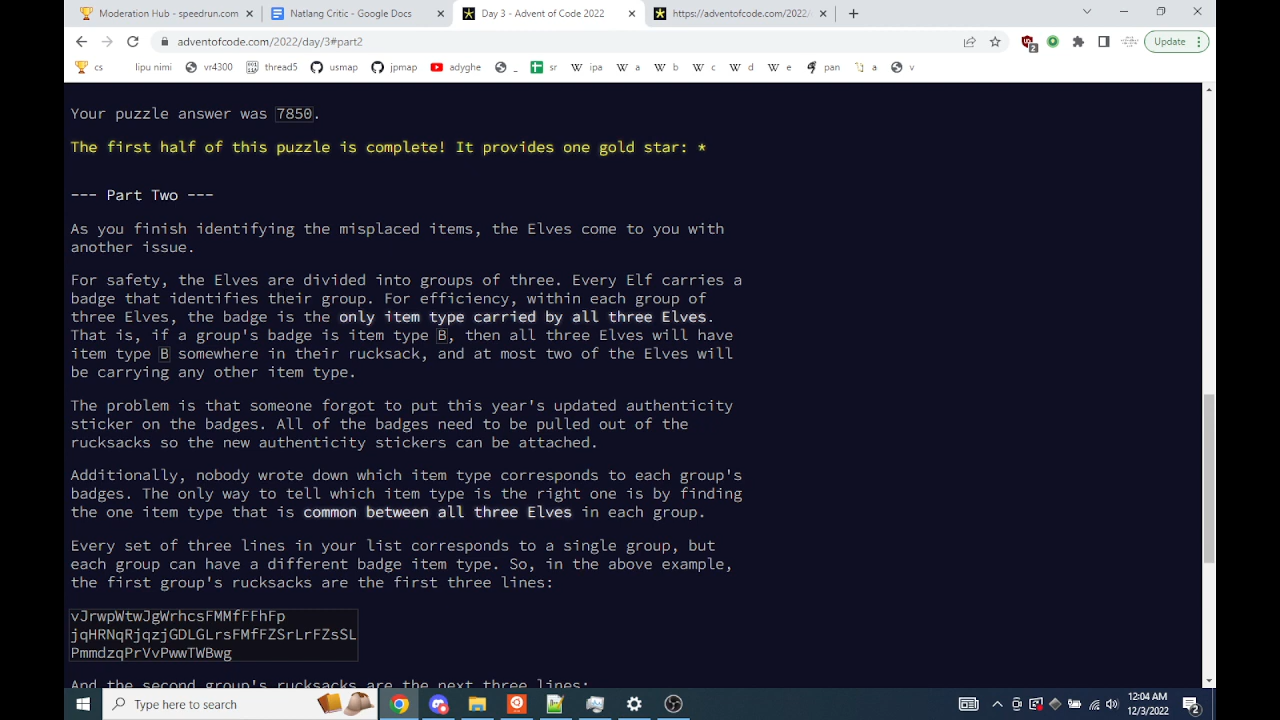 Moderation Hub - speedrun.com
Natlang Critic - Google Docs
Day 3 - Advent of Code 2022
https://adventofcode.com/2022/
adventofcode.com/2022/day/3#part2
Update
cs lipu nimi vr4300 thread5 usmap jpmap adyghe _ sr ipa a b c d e pan a v
Your puzzle answer was 7850.
The first half of this puzzle is complete! It provides one gold star: *
--- Part Two ---
As you finish identifying the misplaced items, the Elves come to you with
another issue.
For safety, the Elves are divided into groups of three. Every Elf carries a
badge that identifies their group. For efficiency, within each group of
three Elves, the badge is the only item type carried by all three Elves.
That is, if a group's badge is item type B, then all three Elves will have
item type B somewhere in their rucksack, and at most two of the Elves will
be carrying any other item type.
The problem is that someone forgot to put this year's updated authenticity
sticker on the badges. All of the badges need to be pulled out of the
rucksacks so the new authenticity stickers can be attached.
Additionally, nobody wrote down which item type corresponds to each group's
badges. The only way to tell which item type is the right one is by finding
the one item type that is common between all three Elves in each group.
Every set of three lines in your list corresponds to a single group, but
each group can have a different badge item type. So, in the above example,
the first group's rucksacks are the first three lines:
vJrwpWtwJgWrhcsFMMfFFhFp
jqHRNqRjqzjGDLGLrsFMfFZSrLrFZsSL
PmmdzqPrVvPwwTWBwg
And the second group's rucksacks are the next three lines:
Type here to search
12:04 AM
12/3/2022
2